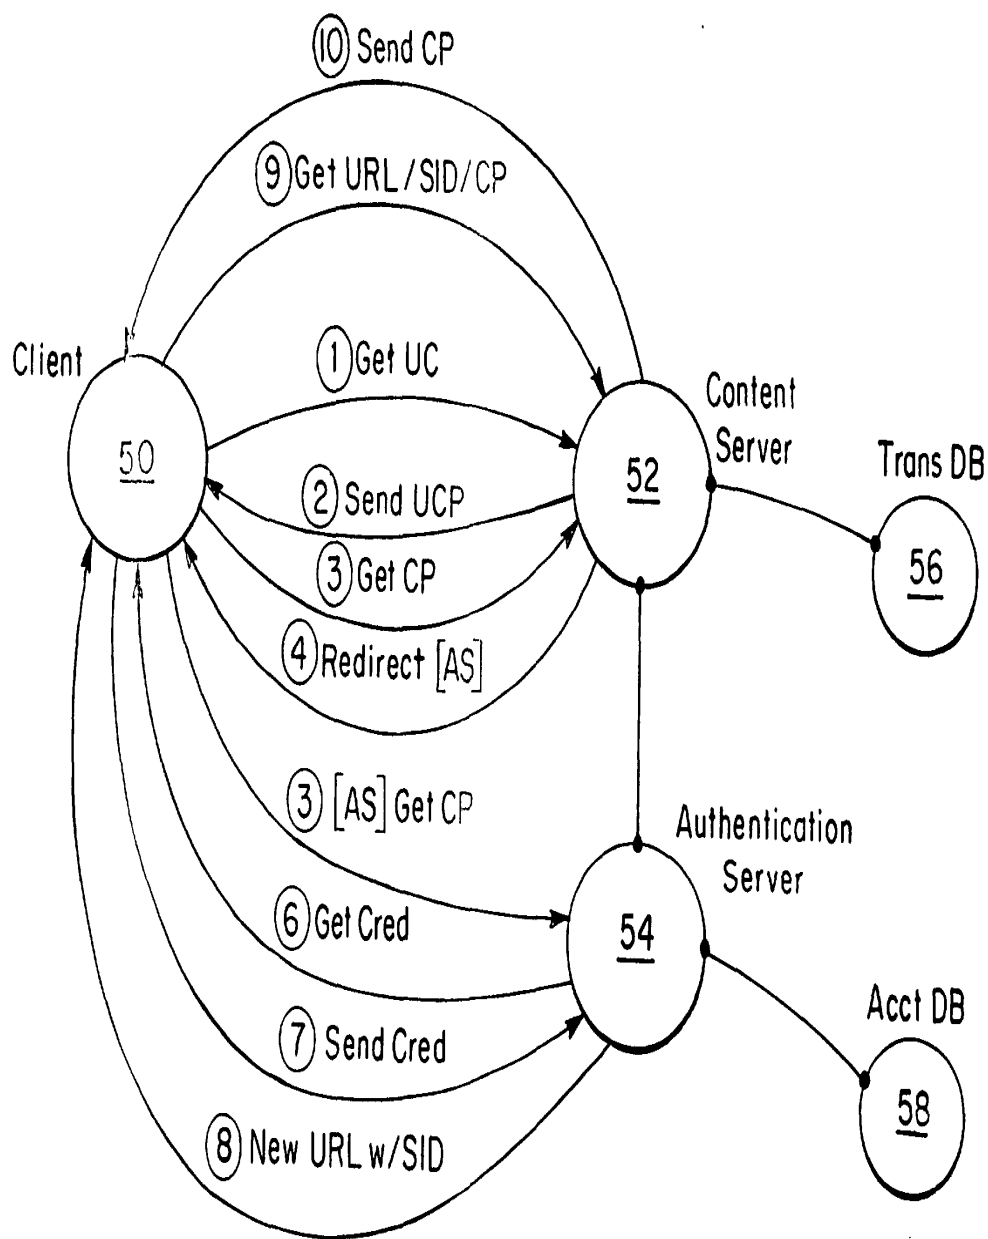 ⑩ Send CP
⑨ Get URL/SID/CP
Client
① Get UC
Content
Server
Trans DB
50
52
② Send UCP
③ Get CP
56
④ Redirect [AS]
③ [AS] Get CP
Authentication
Server
⑥ Get Cred
54
Acct DB
⑦ Send Cred
58
⑧ New URL w/SID